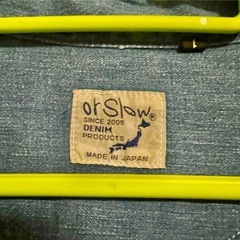 orSlow®
SINCE 2005
DENIM
PRODUCTS
MADE IN JAPAN